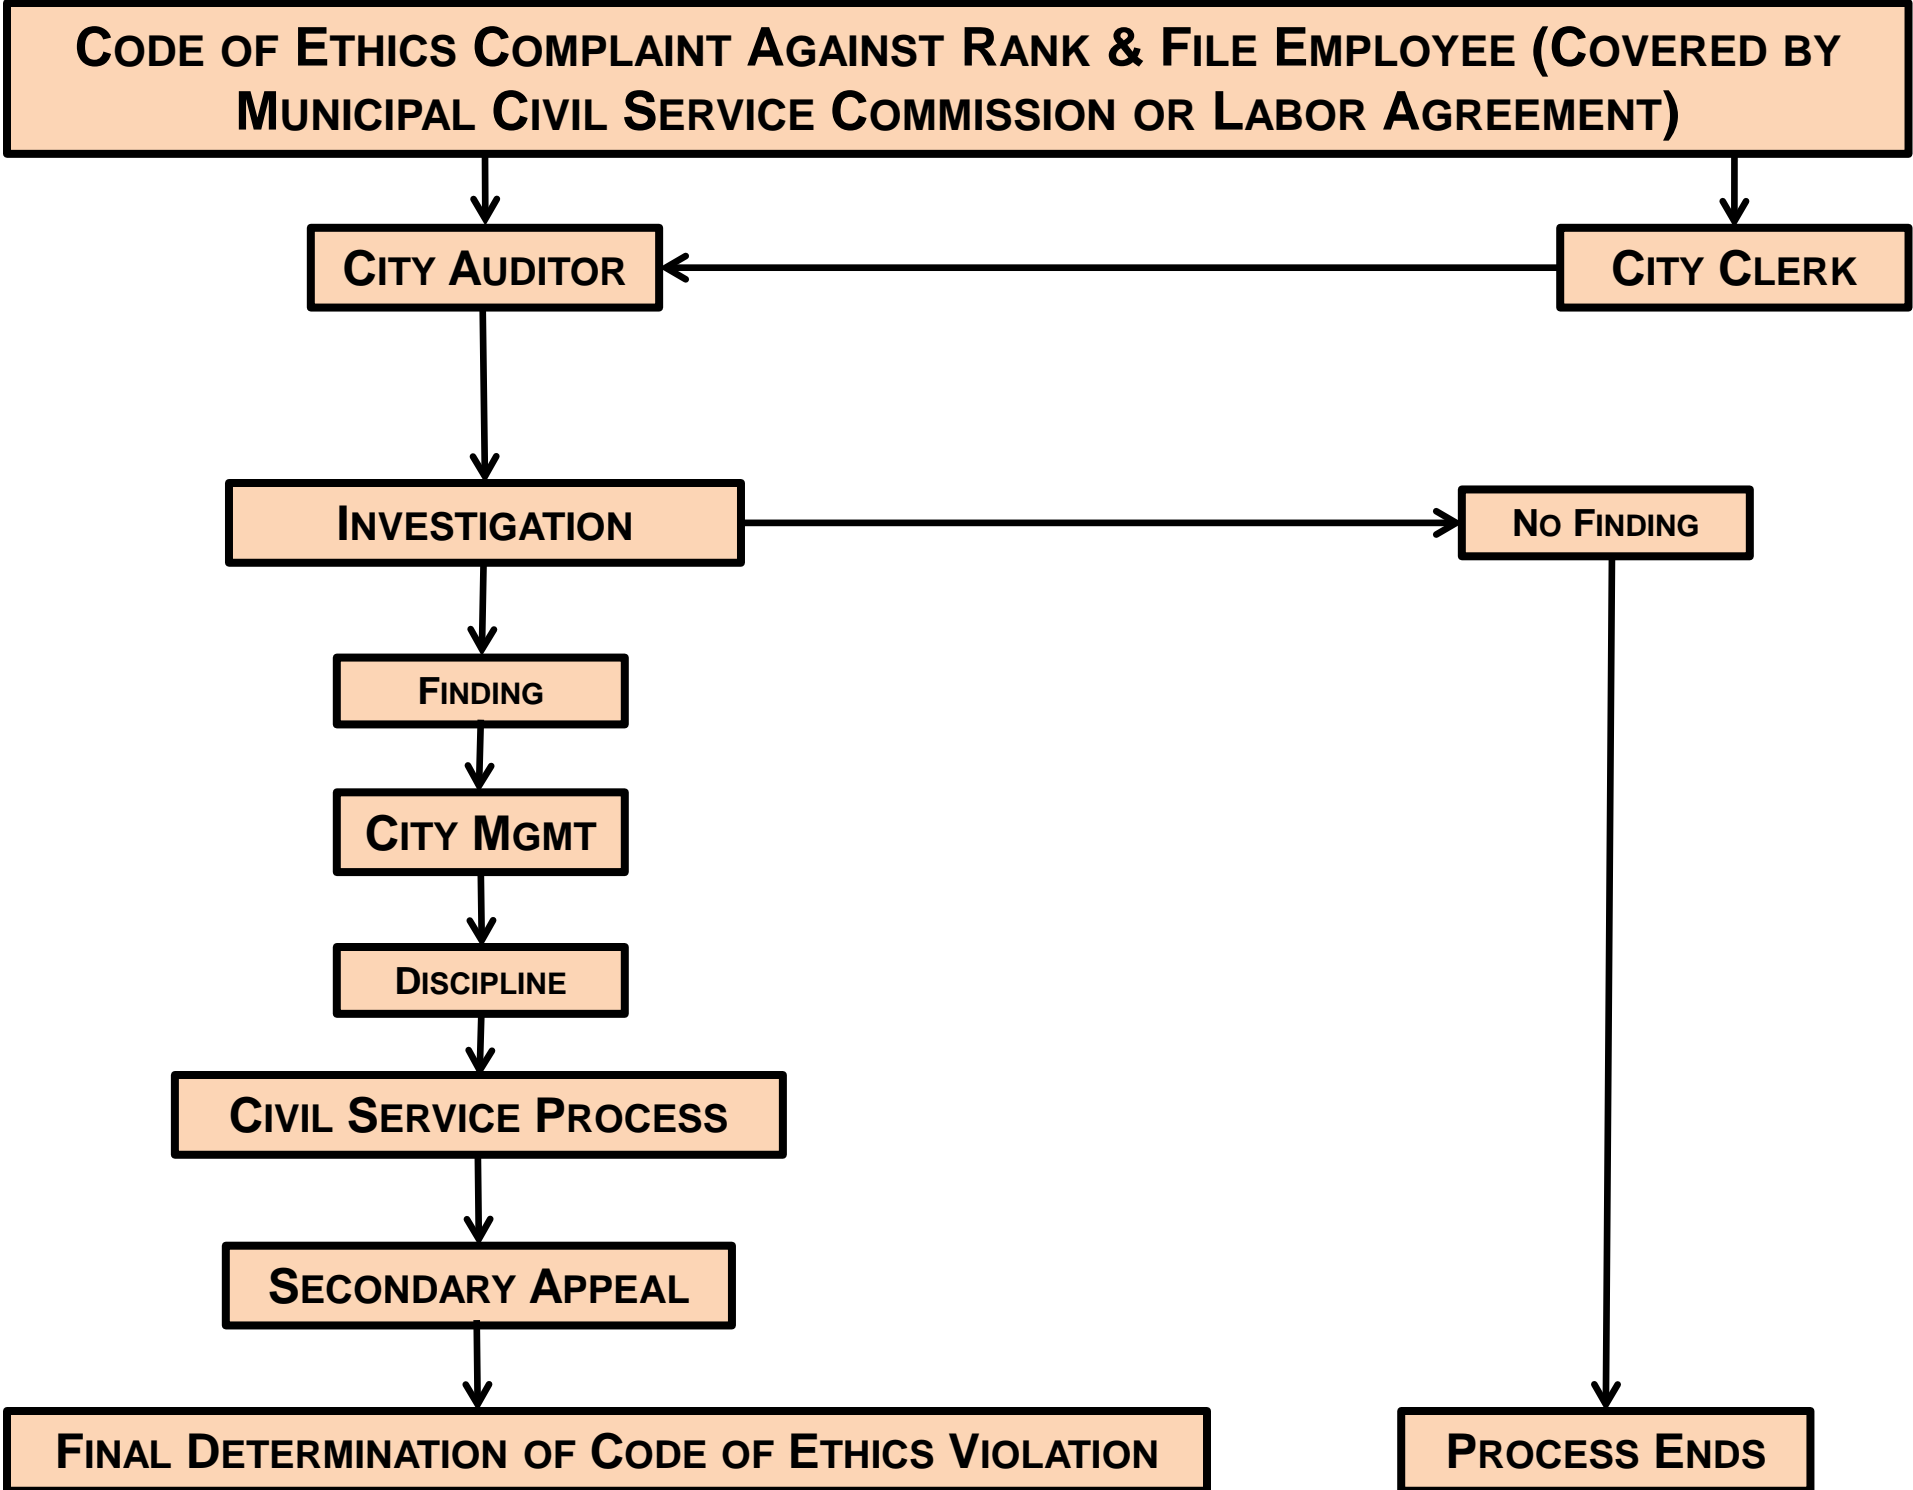 CODE OF ETHICS COMPLAINT AGAINST RANK & FILE EMPLOYEE (COVERED BY
MUNICIPAL CIVIL SERVICE COMMISSION OR LABOR AGREEMENT)
CITY AUDITOR
CITY CLERK
INVESTIGATION
NO FINDING
FINDING
CITY MGMT
DISCIPLINE
CIVIL SERVICE PROCESS
SECONDARY APPEAL
FINAL DETERMINATION OF CODE OF ETHICS VIOLATION
PROCESS ENDS